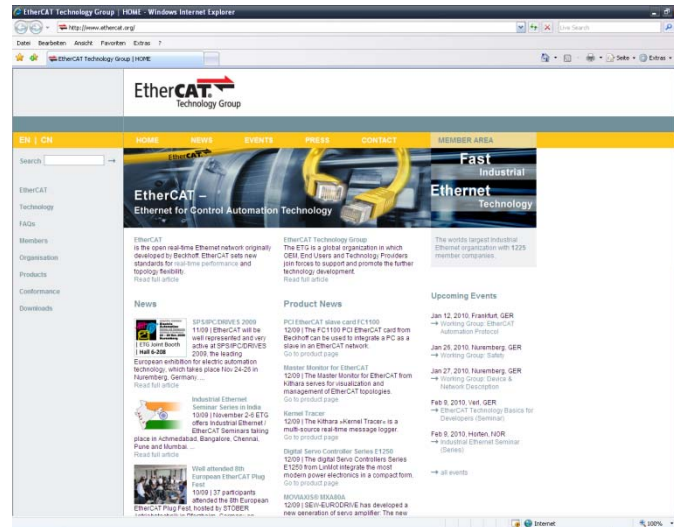 EtherCAT Technology Group | HOME - Windows Internet Explorer
http://www.ethercat.org/
Live Search
Datei Bearbeiten Ansicht Favoriten Extras ?
EtherCAT Technology Group | HOME
Seite Extras
EtherCAT.
Technology Group
EN | CN
HOME NEWS EVENTS PRESS CONTACT MEMBER AREA
Search
EtherCAT
Technology
FAQs
Members
Organisation
Products
Conformance
Downloads
EtherCAT
EtherCAT –
Ethernet for Control Automation Technology
Fast
Industrial
Ethernet
Technology
EtherCAT
is the open real-time Ethernet network originally
developed by Beckhoff. EtherCAT sets new
standards for real-time performance and
topology flexibility.
Read full article
EtherCAT Technology Group
The ETG is a global organization in which
OEM, End Users and Technology Providers
join forces to support and promote the further
technology development.
Read full article
The worlds largest Industrial
Ethernet organization with 1225
member companies.
News
SPS/IPC/DRIVES 2009
11/09 | EtherCAT will be
well represented and very
active at SPS/IPC/DRIVES
2009, the leading
European exhibition for electric automation
technology, which takes place Nov 24-26 in
Nuremberg, Germany. ...
Read full article
ETG Joint Booth
Hall 6-208
Industrial Ethernet
Seminar Series in India
10/09 | November 2-6 ETG
offers Industrial Ethernet /
EtherCAT Seminars taking
place in Achmedabad, Bangalore, Chennai,
Pune and Mumbai. ...
Read full article
Well attended 8th
European EtherCAT Plug
Fest
10/09 | 37 participants
attended the 8th European
EtherCAT Plug Fest, hosted by STÖBER
Product News
PCI EtherCAT slave card FC1100
12/09 | The FC1100 PCI EtherCAT card from
Beckhoff can be used to integrate a PC as a
slave in an EtherCAT network.
Go to product page
Master Monitor for EtherCAT
12/09 | The Master Monitor for EtherCAT from
Kithara serves for visualization and
management of EtherCAT topologies.
Go to product page
Kernel Tracer
12/09 | The Kithara »Kernel Tracer« is a
multi-source real-time message logger.
Go to product page
Digital Servo Controller Series E1250
12/09 | The digital Servo Controllers Series
E1250 from LinMot integrate the most
modern power electronics in a compact form.
Go to product page
MOVIAXIS® MXA80A
12/09 | SEW-EURODRIVE has developed a
new generation of servo amplifier. The new
Upcoming Events
Jan 12, 2010, Frankfurt, GER
→ Working Group: EtherCAT
Automation Protocol
Jan 26, 2010, Nuremberg, GER
→ Working Group: Safety
Jan 27, 2010, Nuremberg, GER
→ Working Group: Device &
Network Description
Feb 9, 2010, Verl, GER
→ EtherCAT Technology Basics for
Developers (Seminar)
Feb 9, 2010, Horten, NOR
→ Industrial Ethernet Seminar
(Series)
→ all events
Internet 100%